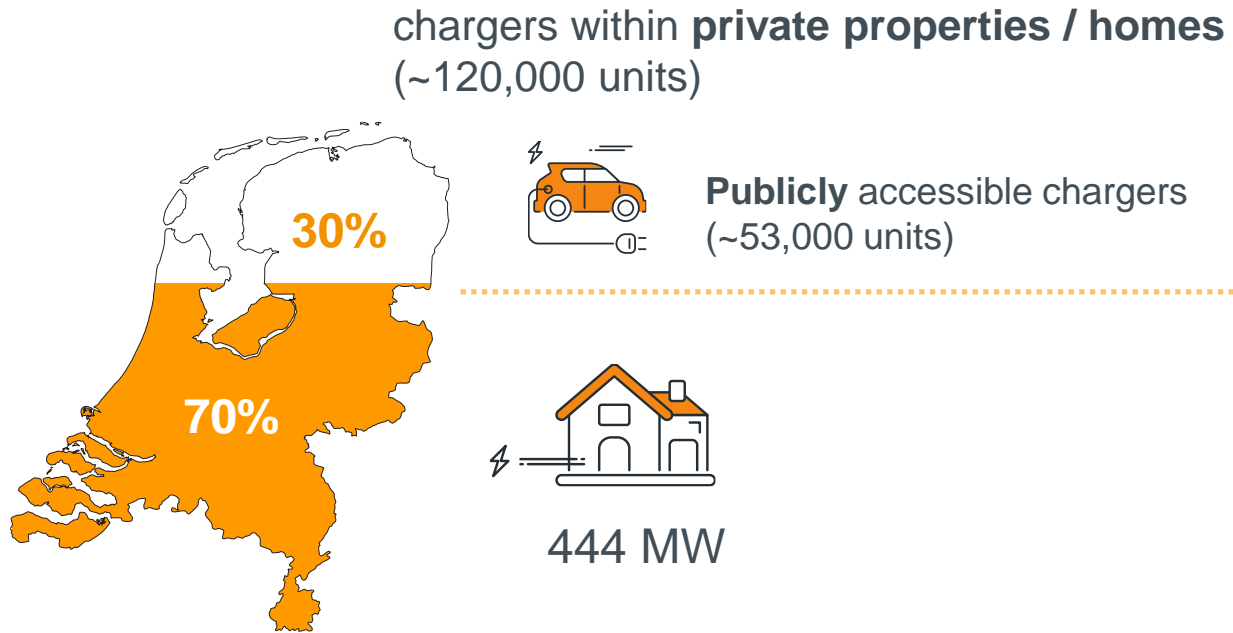 chargers within private properties / homes
(~120,000 units)
30%
Publicly accessible chargers
(~53,000 units)
70%
444 MW